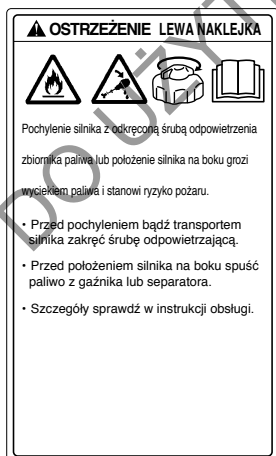 OSTRZEŻENIE LEWA NAKLEJKA
Pochylenie silnika z odkręconą śrubą odpowietrzenia
zbiornika paliwa lub położenie silnika na boku grozi
wyciekiem paliwa i stanowi ryzyko pożaru.
• Przed pochyleniem bądź transportem
silnika zakręć śrubę odpowietrzającą.
• Przed położeniem silnika na boku spuść
paliwo z gaźnika lub separatora.
• Szczegóły sprawdź w instrukcji obsługi.
DO UŻYT